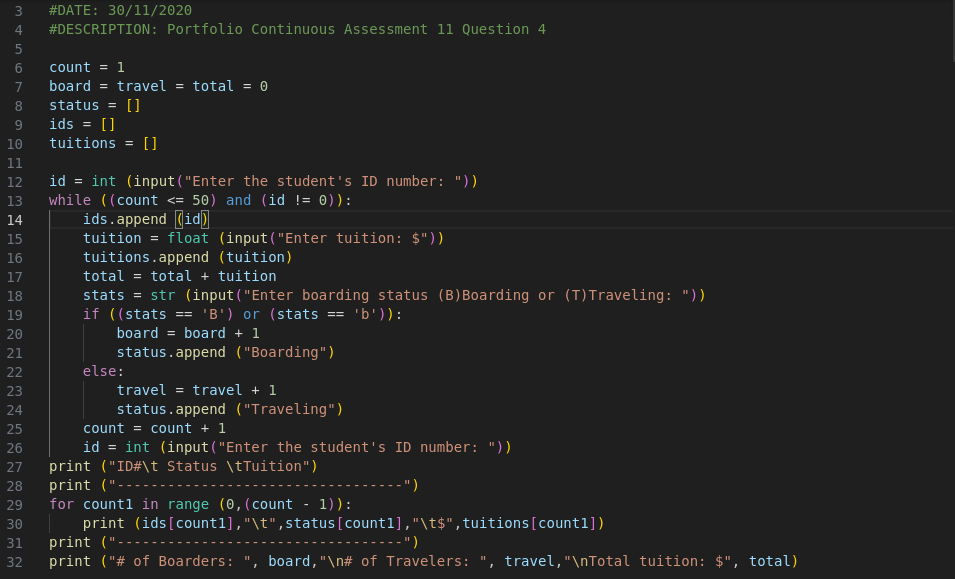 3 #DATE: 30/11/2020
4 #DESCRIPTION: Portfolio Continuous Assessment 11 Question 4
5
6 count = 1
7 board = travel = total = 0
8 status = []
9 ids = []
10 tuitions = []
11
12 id = int (input("Enter the student's ID number: "))
13 while ((count <= 50) and (id != 0)):
14     ids.append (id)
15     tuition = float (input("Enter tuition: $"))
16     tuitions.append (tuition)
17     total = total + tuition
18     stats = str (input("Enter boarding status (B)Boarding or (T)Traveling: "))
19     if ((stats == 'B') or (stats == 'b')):
20         board = board + 1
21         status.append ("Boarding")
22     else:
23         travel = travel + 1
24         status.append ("Traveling")
25     count = count + 1
26     id = int (input("Enter the student's ID number: "))
27 print ("ID#\t Status \tTuition")
28 print ("----------------------------------")
29 for count1 in range (0,(count - 1)):
30     print (ids[count1],"\t",status[count1],"\t$",tuitions[count1])
31 print ("----------------------------------")
32 print ("# of Boarders: ", board,"\n# of Travelers: ", travel,"\nTotal tuition: $", total)